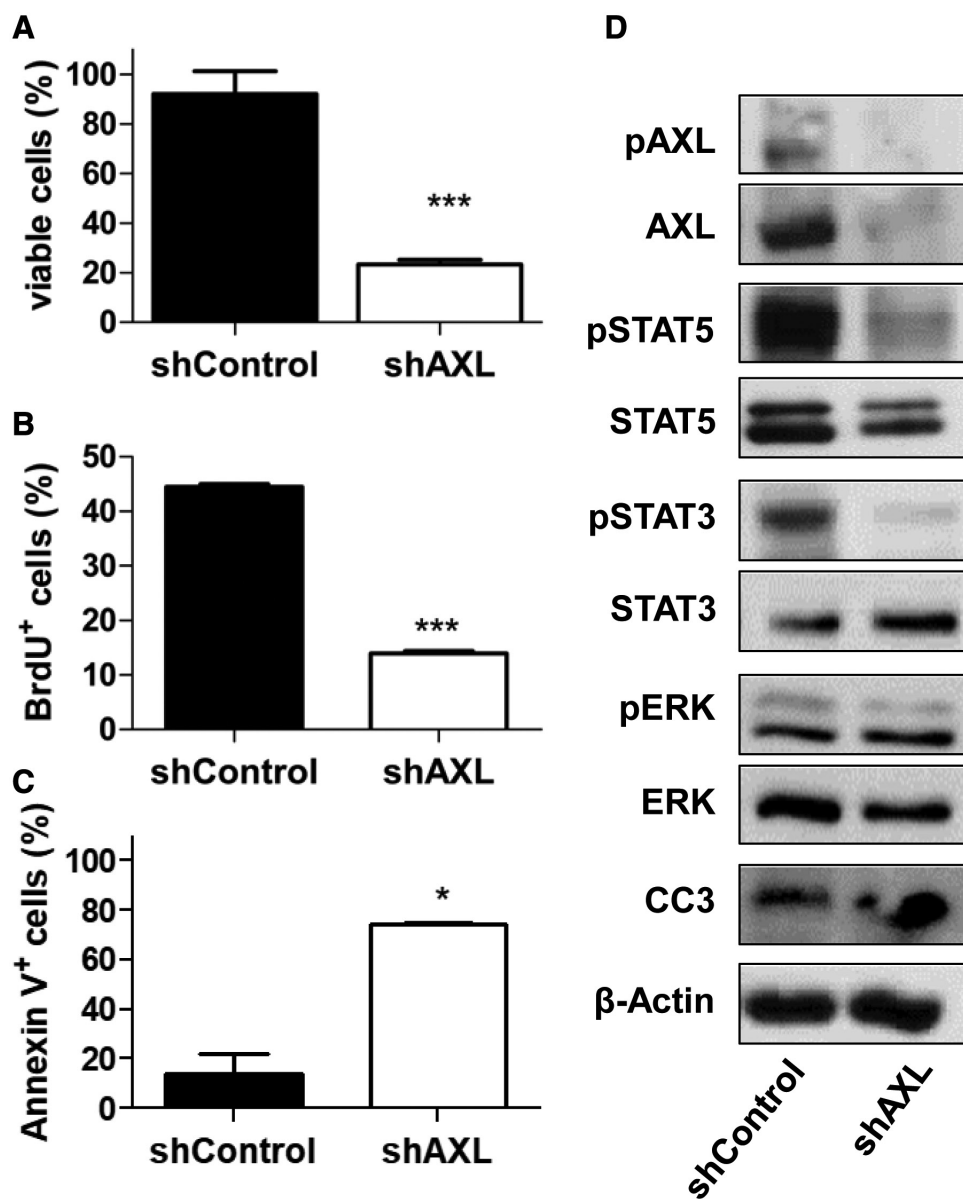 A
viable cells (%)
100
80
60
40
20
0
***
shControl
shAXL
B
BrdU+ cells (%)
50
40
30
20
10
0
***
shControl
shAXL
C
Annexin V+ cells (%)
100
80
60
40
20
0
*
shControl
shAXL
D
pAXL
AXL
pSTAT5
STAT5
pSTAT3
STAT3
pERK
ERK
CC3
β-Actin
shControl
shAXL